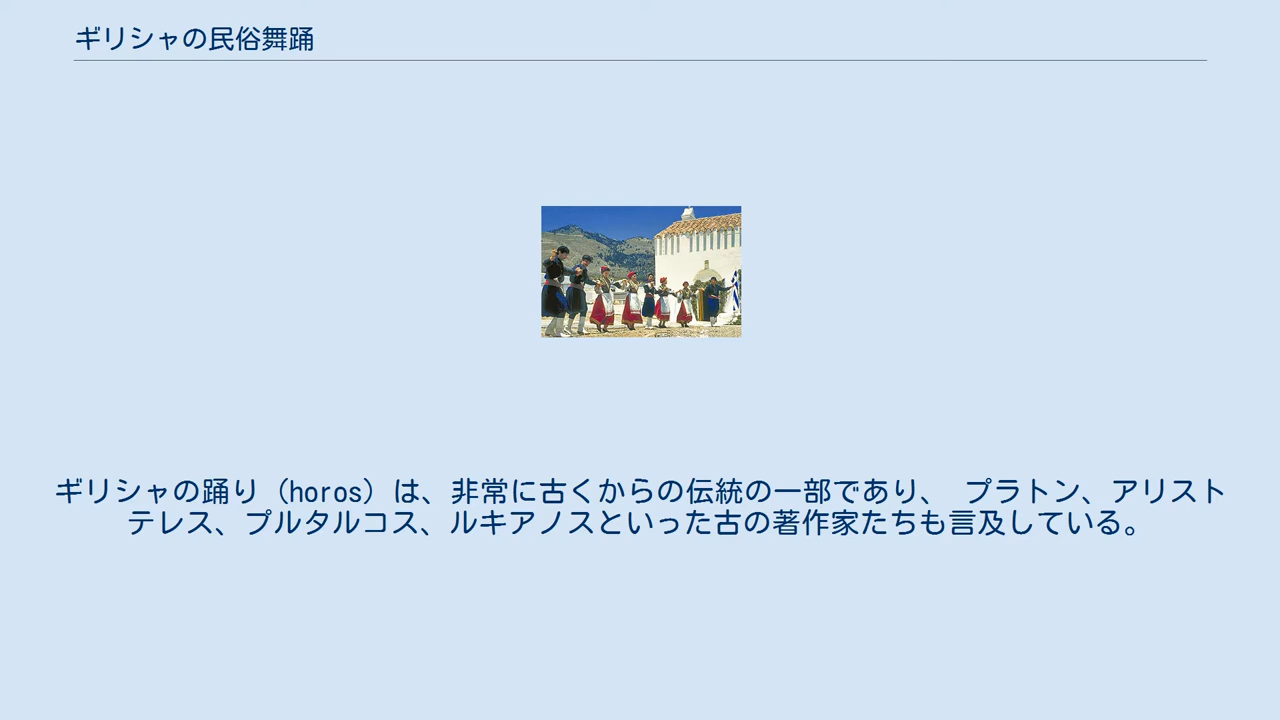 ギリシャの民俗舞踊
ギリシャの踊り（horos）は、非常に古くからの伝統の一部であり、 プラトン、アリスト
テレス、プルタルコス、ルキアノスといった古の著作家たちも言及している。